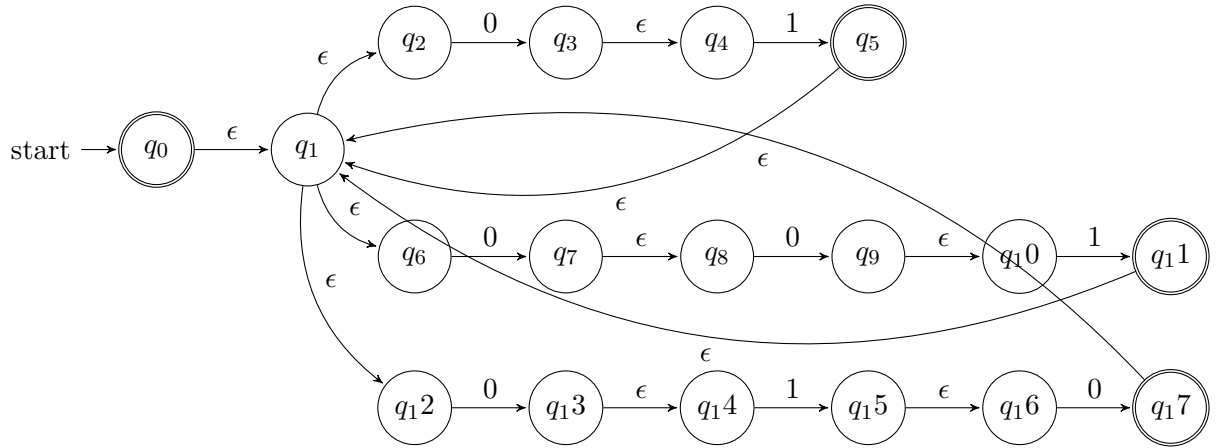 0 ϵ 1
q₂ q₃ q₄ q₅
ϵ
start q₀ ϵ q₁
ϵ
ϵ ϵ
0 ϵ 0 ϵ 1
q₆ q₇ q₈ q₉ q₁0 q₁1
ϵ
ϵ
0 ϵ 1 ϵ 0
q₁2 q₁3 q₁4 q₁5 q₁6 q₁7